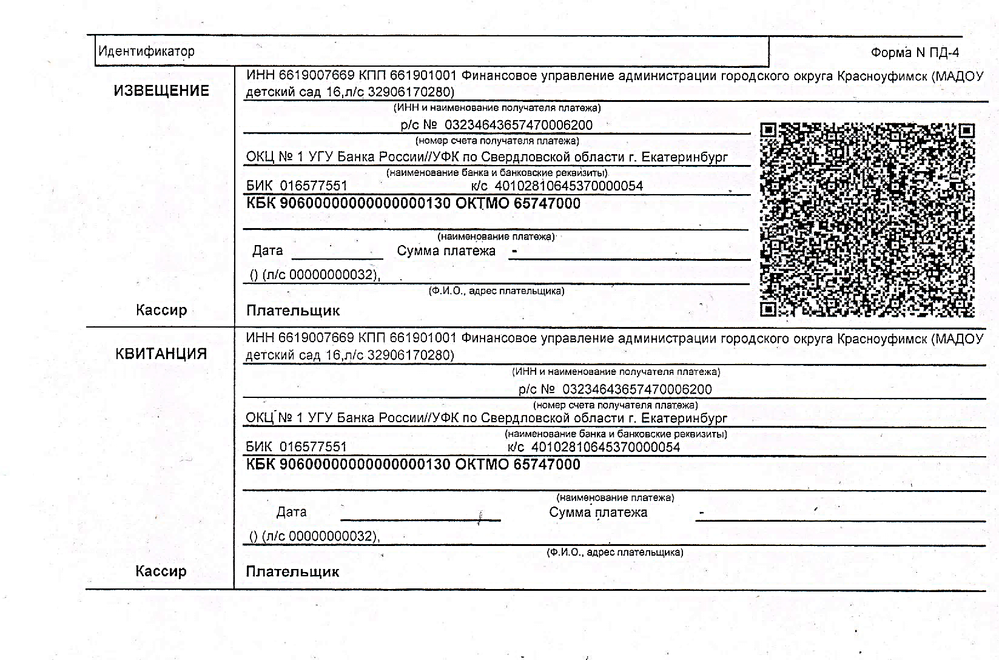 Идентификатор
Форма N ПД-4
ИЗВЕЩЕНИЕ
ИНН 6619007669 КПП 661901001 Финансовое управление администрации городского округа Красноуфимск (МАДОУ
детский сад 16,л/с 32906170280)
(ИНН и наименование получателя платежа)
р/с № 03234643657470006200
(номер счета получателя платежа)
ОКЦ № 1 УГУ Банка России//УФК по Свердловской области г. Екатеринбург
(наименование банка и банковские реквизиты)
БИК 016577551 к/с 40102810645370000054
КБК 90600000000000000130 ОКТМО 65747000
(наименование платежа)
Дата Сумма платежа -
() (л/с 00000000032),
(Ф.И.О., адрес плательщика)
Кассир Плательщик
КВИТАНЦИЯ
ИНН 6619007669 КПП 661901001 Финансовое управление администрации городского округа Красноуфимск (МАДОУ
детский сад 16,л/с 32906170280)
(ИНН и наименование получателя платежа)
р/с № 03234643657470006200
(номер счета получателя платежа)
ОКЦ № 1 УГУ Банка России//УФК по Свердловской области г. Екатеринбург
(наименование банка и банковские реквизиты)
БИК 016577551 к/с 40102810645370000054
КБК 90600000000000000130 ОКТМО 65747000
(наименование платежа)
Дата Сумма платежа -
() (л/с 00000000032),
(Ф.И.О., адрес плательщика)
Кассир Плательщик